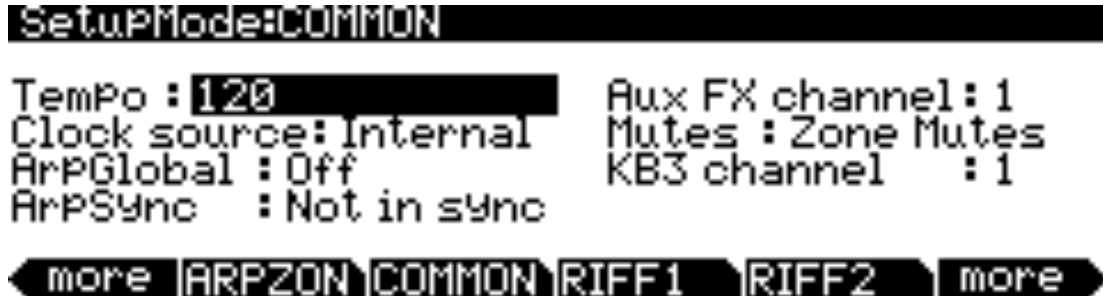 SetupMode:COMMON
Tempo :120
Aux FX channel:1
Clock source:Internal
Mutes :Zone Mutes
ArpGlobal :Off
KB3 channel :1
ArpSync :Not in sync
more ARPZON COMMON RIFF1 RIFF2 more